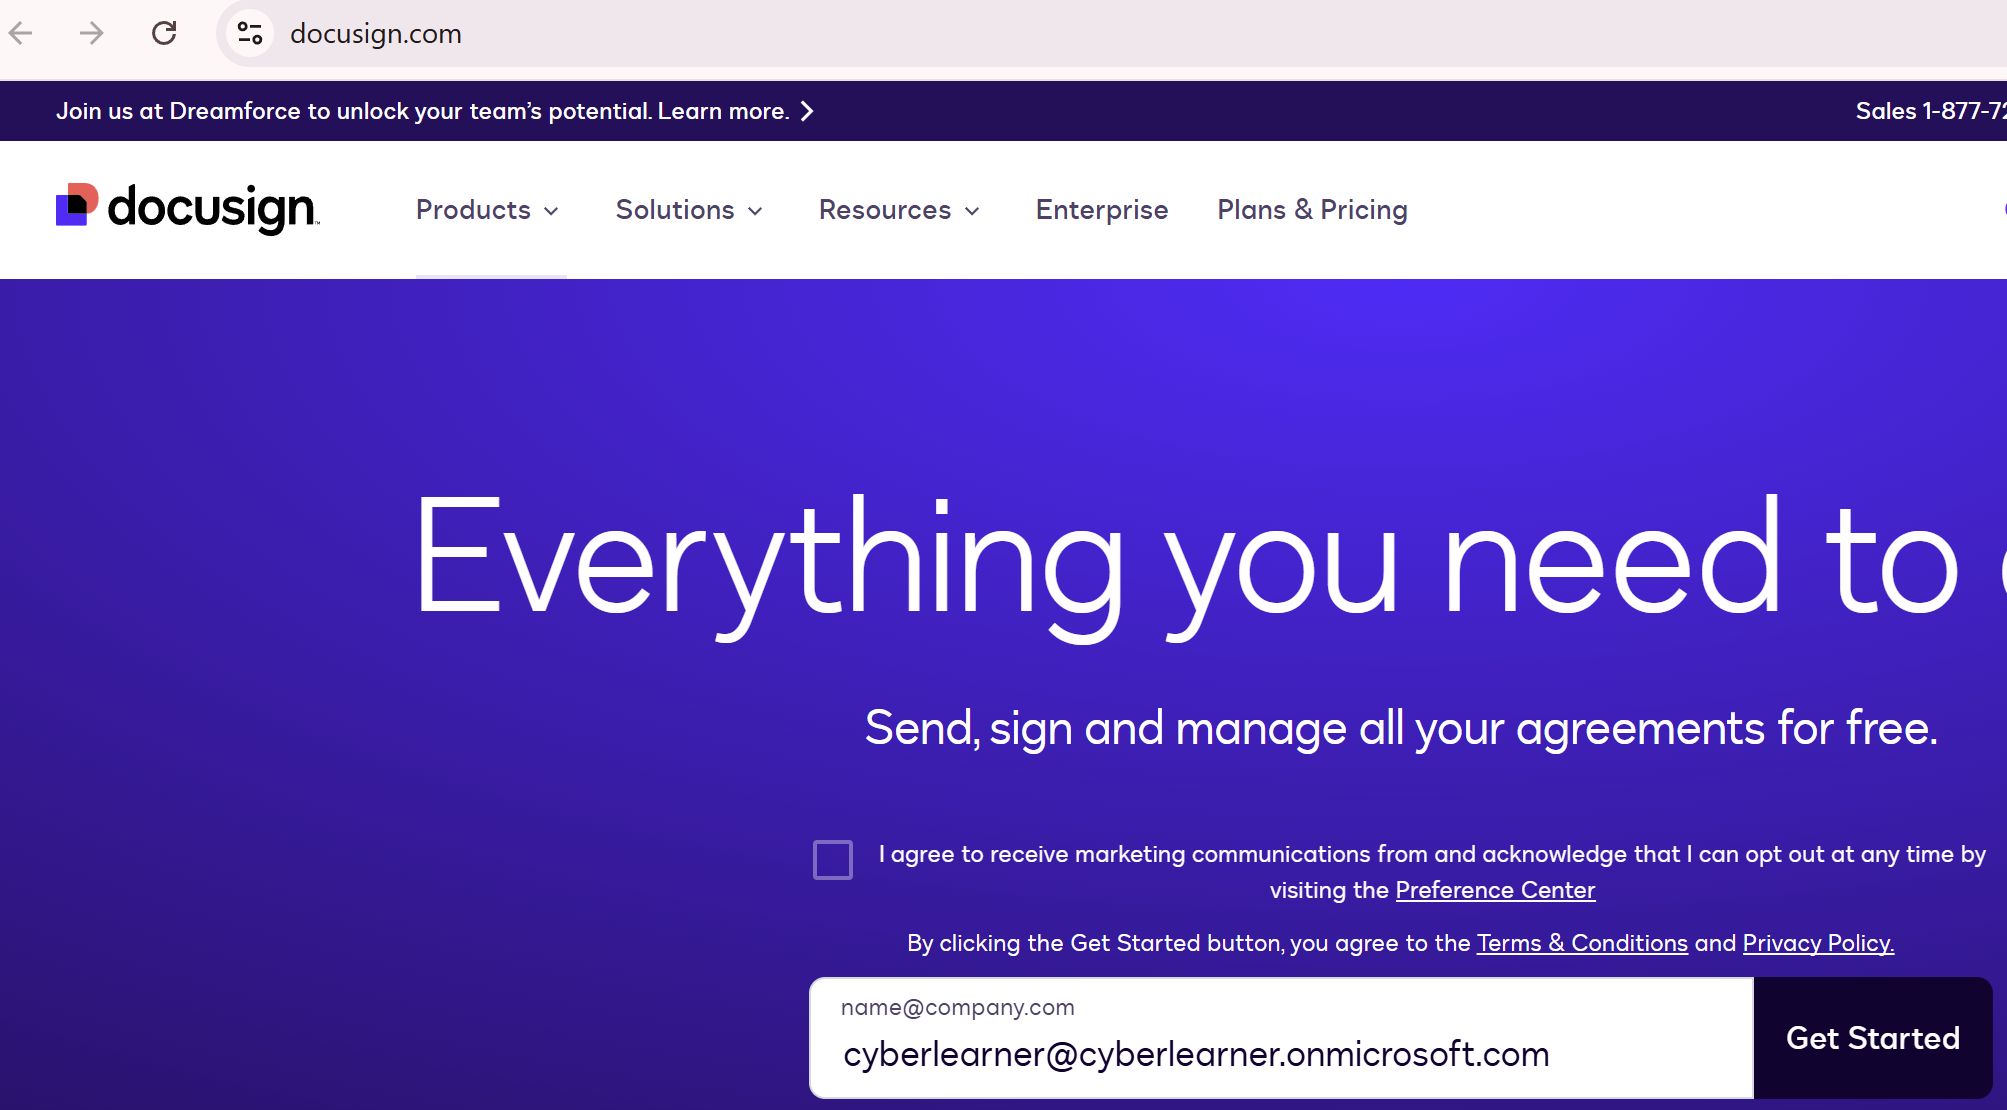 docusign.com
Join us at Dreamforce to unlock your team's potential. Learn more.
Sales 1-877-72
docusign™
Products Solutions Resources Enterprise Plans & Pricing
Everything you need to
Send, sign and manage all your agreements for free.
I agree to receive marketing communications from and acknowledge that I can opt out at any time by
visiting the Preference Center
By clicking the Get Started button, you agree to the Terms & Conditions and Privacy Policy.
name@company.com
cyberlearner@cyberlearner.onmicrosoft.com
Get Started